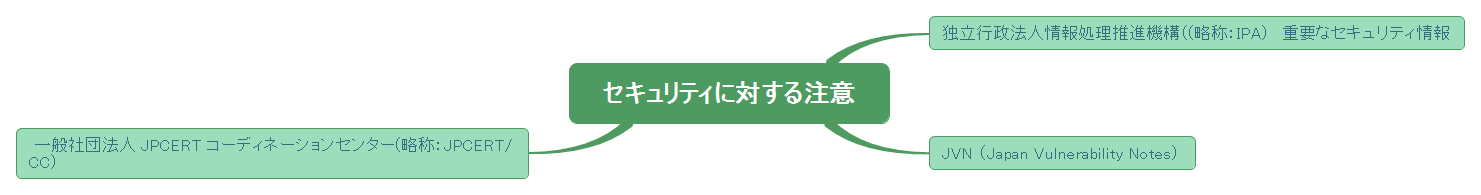 独立行政法人情報処理推進機構((略称：IPA)　重要なセキュリティ情報
セキュリティに対する注意
一般社団法人 JPCERT コーディネーションセンター(略称：JPCERT/
CC)
JVN (Japan Vulnerability Notes)